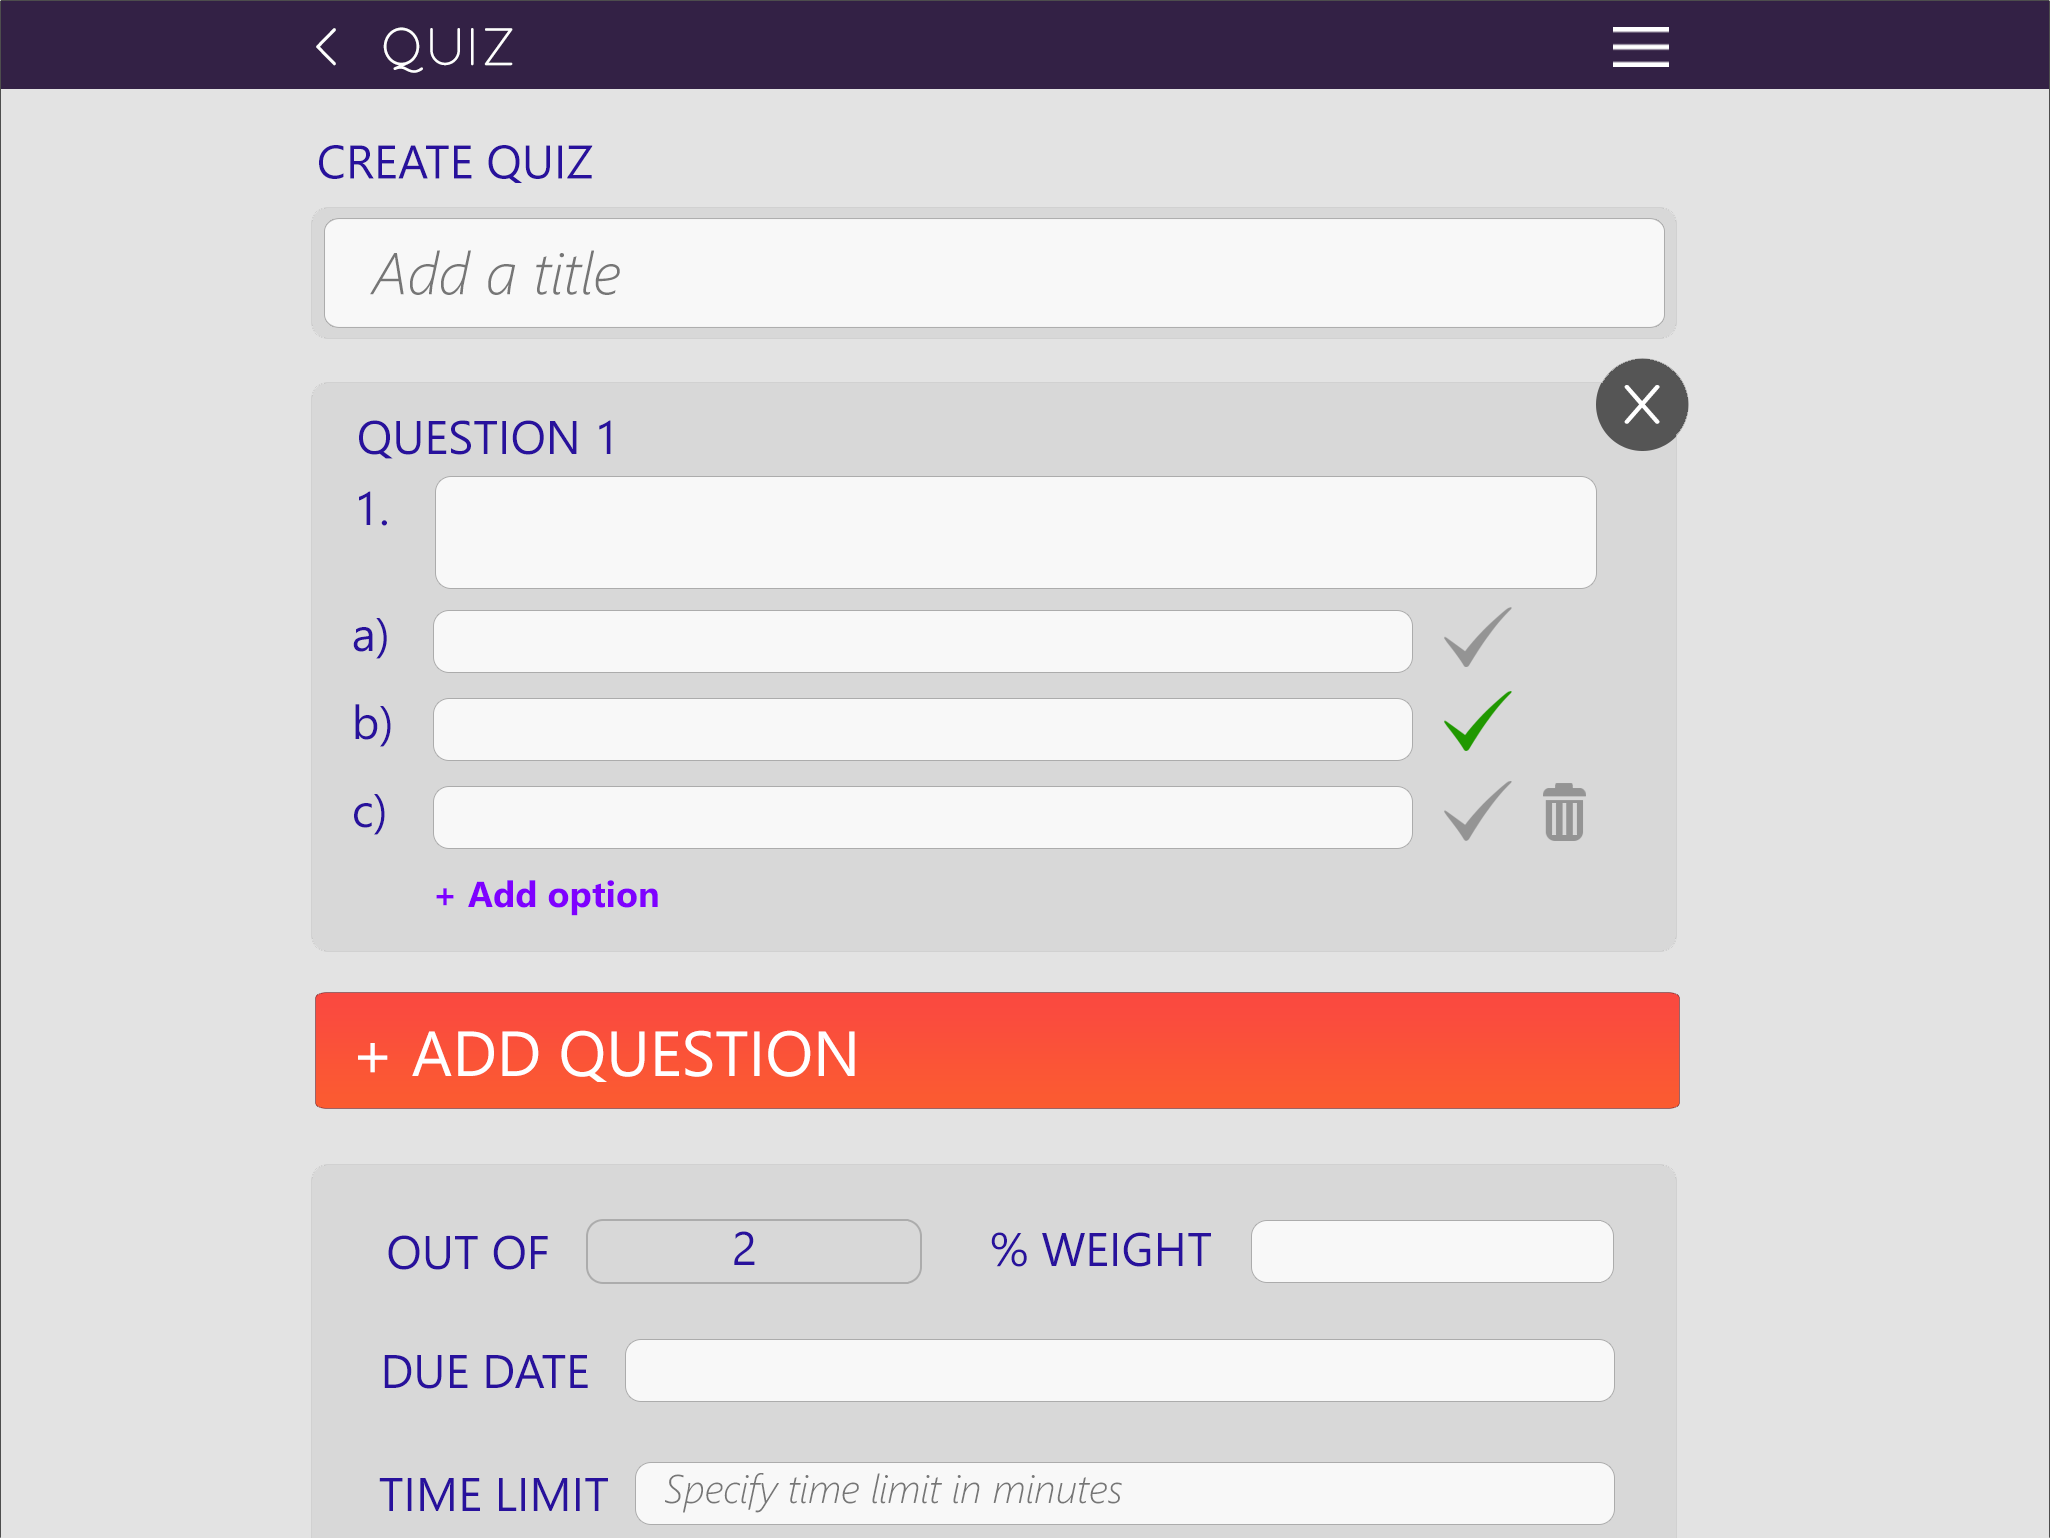 QUIZ
CREATE QUIZ
Add a title
QUESTION 1
1.
a)
b)
c)
+ Add option
+ ADD QUESTION
OUT OF 2 % WEIGHT
DUE DATE
TIME LIMIT Specify time limit in minutes